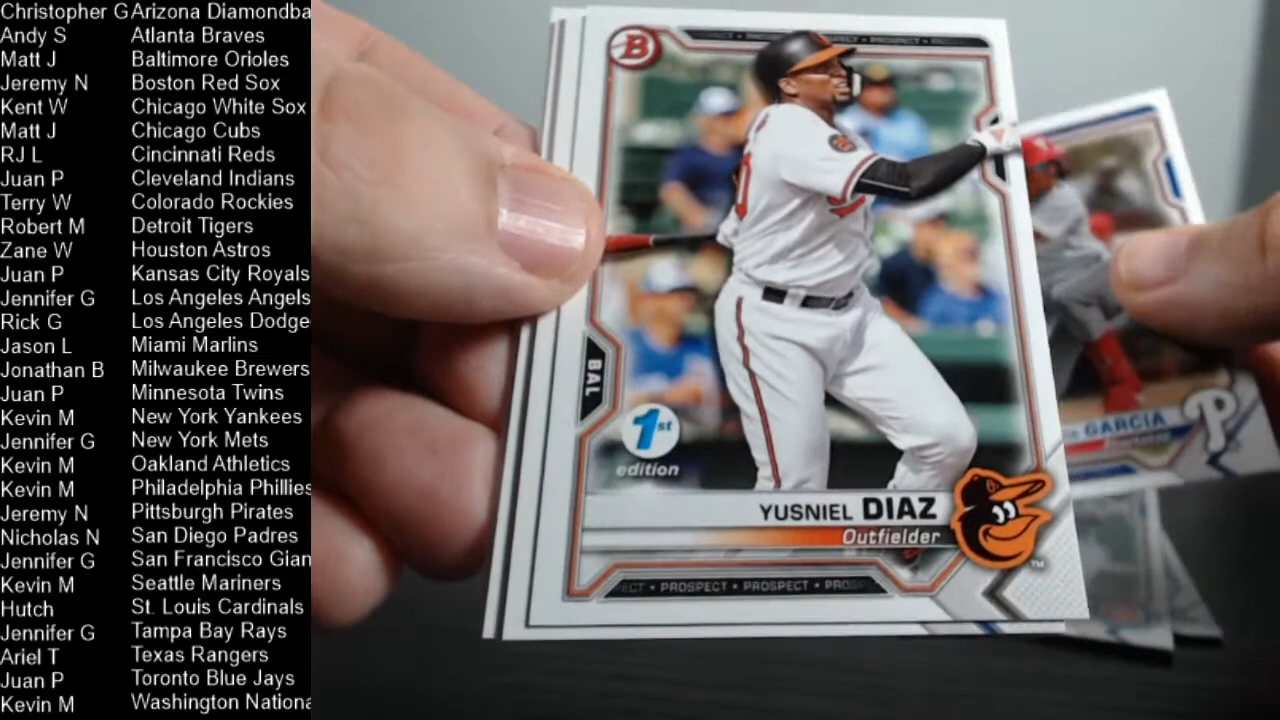 Christopher G Arizona Diamondba
Andy S Atlanta Braves
Matt J Baltimore Orioles
Jeremy N Boston Red Sox
Kent W Chicago White Sox
Matt J Chicago Cubs
RJ L Cincinnati Reds
Juan P Cleveland Indians
Terry W Colorado Rockies
Robert M Detroit Tigers
Zane W Houston Astros
Juan P Kansas City Royals
Jennifer G Los Angeles Angels
Rick G Los Angeles Dodge
Jason L Miami Marlins
Jonathan B Milwaukee Brewers
Juan P Minnesota Twins
Kevin M New York Yankees
Jennifer G New York Mets
Kevin M Oakland Athletics
Kevin M Philadelphia Phillies
Jeremy N Pittsburgh Pirates
Nicholas N San Diego Padres
Jennifer G San Francisco Gian
Kevin M Seattle Mariners
Hutch St. Louis Cardinals
Jennifer G Tampa Bay Rays
Ariel T Texas Rangers
Juan P Toronto Blue Jays
Kevin M Washington Nationa
B
BAL
1st
edition
YUSNIEL DIAZ
Outfielder
TM
ECT • PROSPECT • PROSPECT • PRO
GARCIA
P